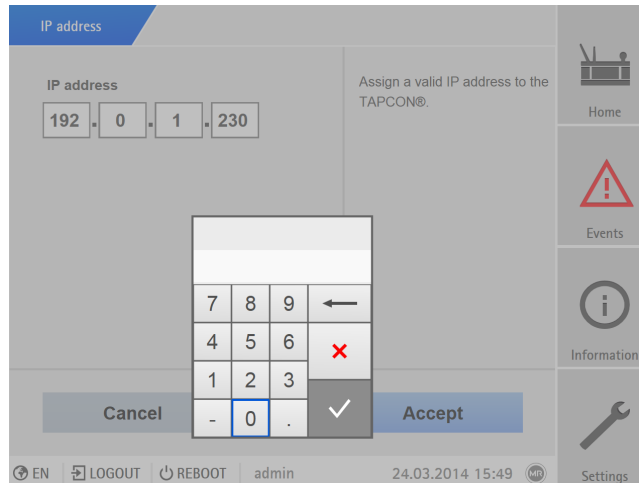 IP address
IP address
192 . 0 . 1 . 230
Assign a valid IP address to the
TAPCON®.
Home
Events
Information
Settings
7 8 9
4 5 6
1 2 3
- 0 .
Cancel
Accept
EN LOGOUT REBOOT admin 24.03.2014 15:49 MR